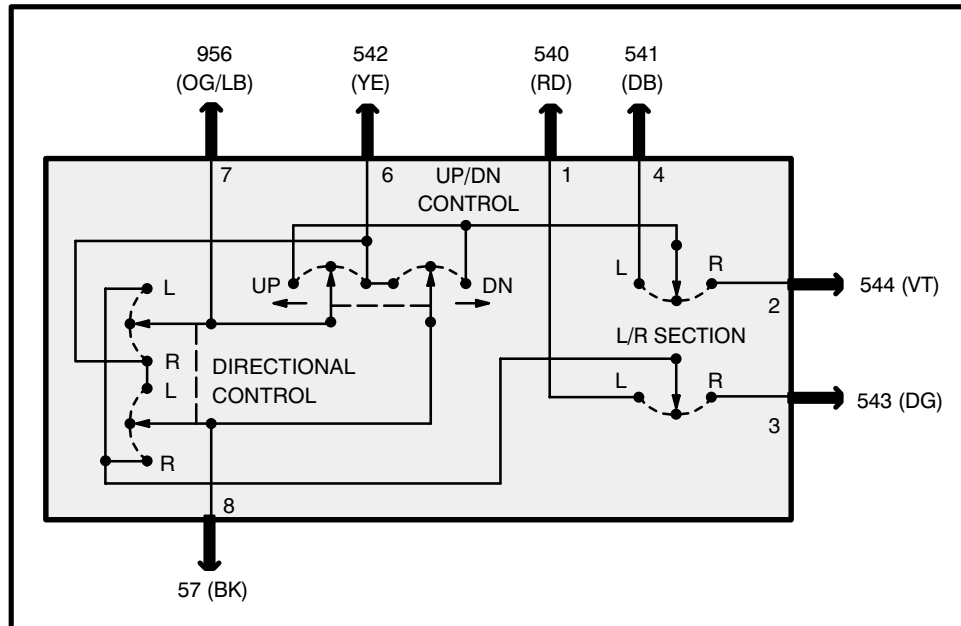 956
(OG/LB)
542
(YE)
540
(RD)
541
(DB)
7
6
UP/DN
CONTROL
1
4
L
R
UP
DN
L
R
544 (VT)
2
L/R SECTION
R
DIRECTIONAL
CONTROL
L
L
R
543 (DG)
3
R
8
57 (BK)